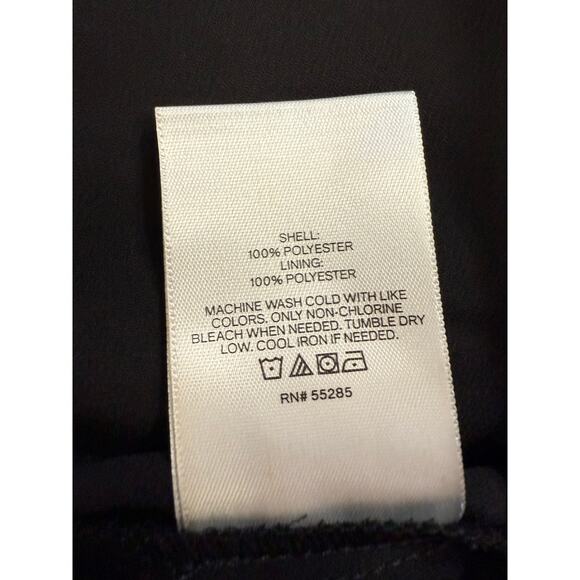 SHELL:
100% POLYESTER
LINING:
100% POLYESTER
MACHINE WASH COLD WITH LIKE
COLORS. ONLY NON-CHLORINE
BLEACH WHEN NEEDED. TUMBLE DRY
LOW. COOL IRON IF NEEDED.
RN# 55285